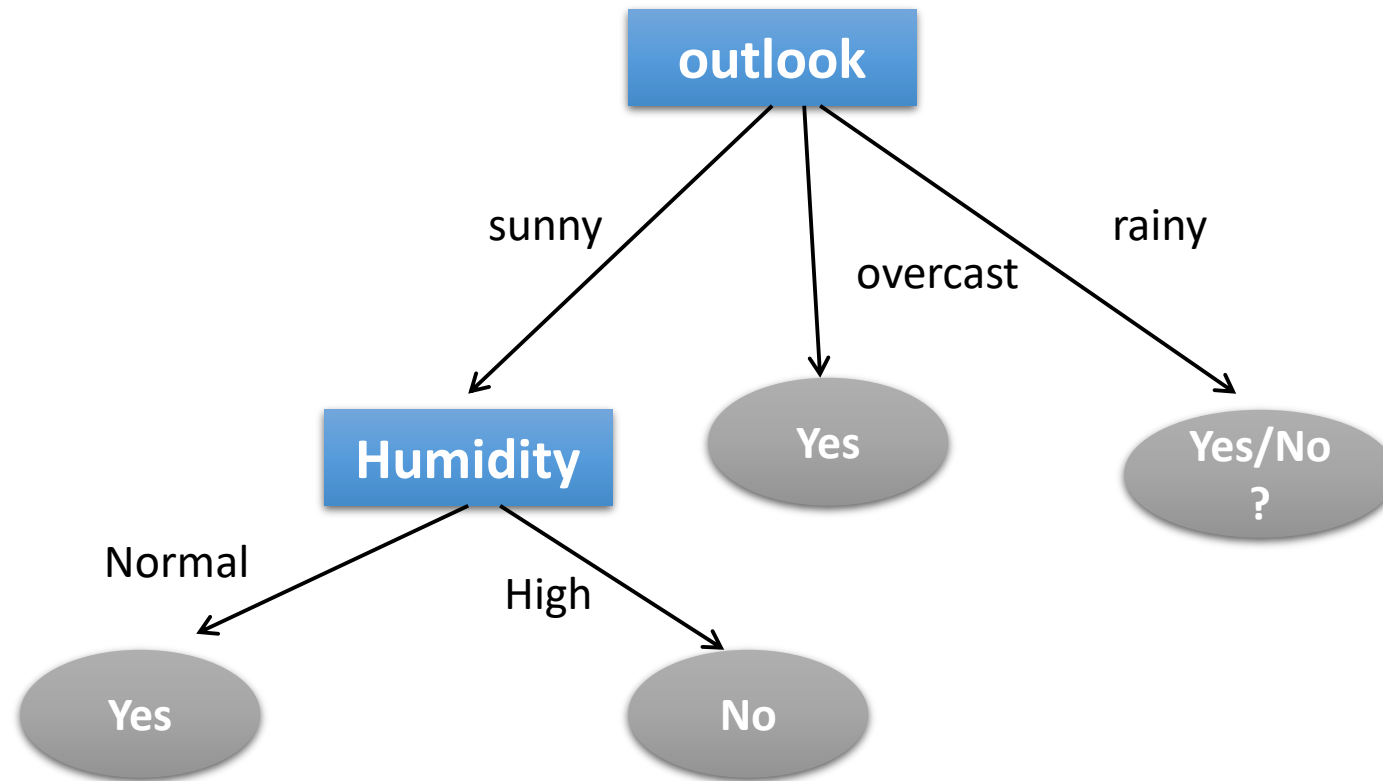 outlook
sunny
rainy
overcast
Humidity
Yes
Yes/No
?
Normal
High
Yes
No